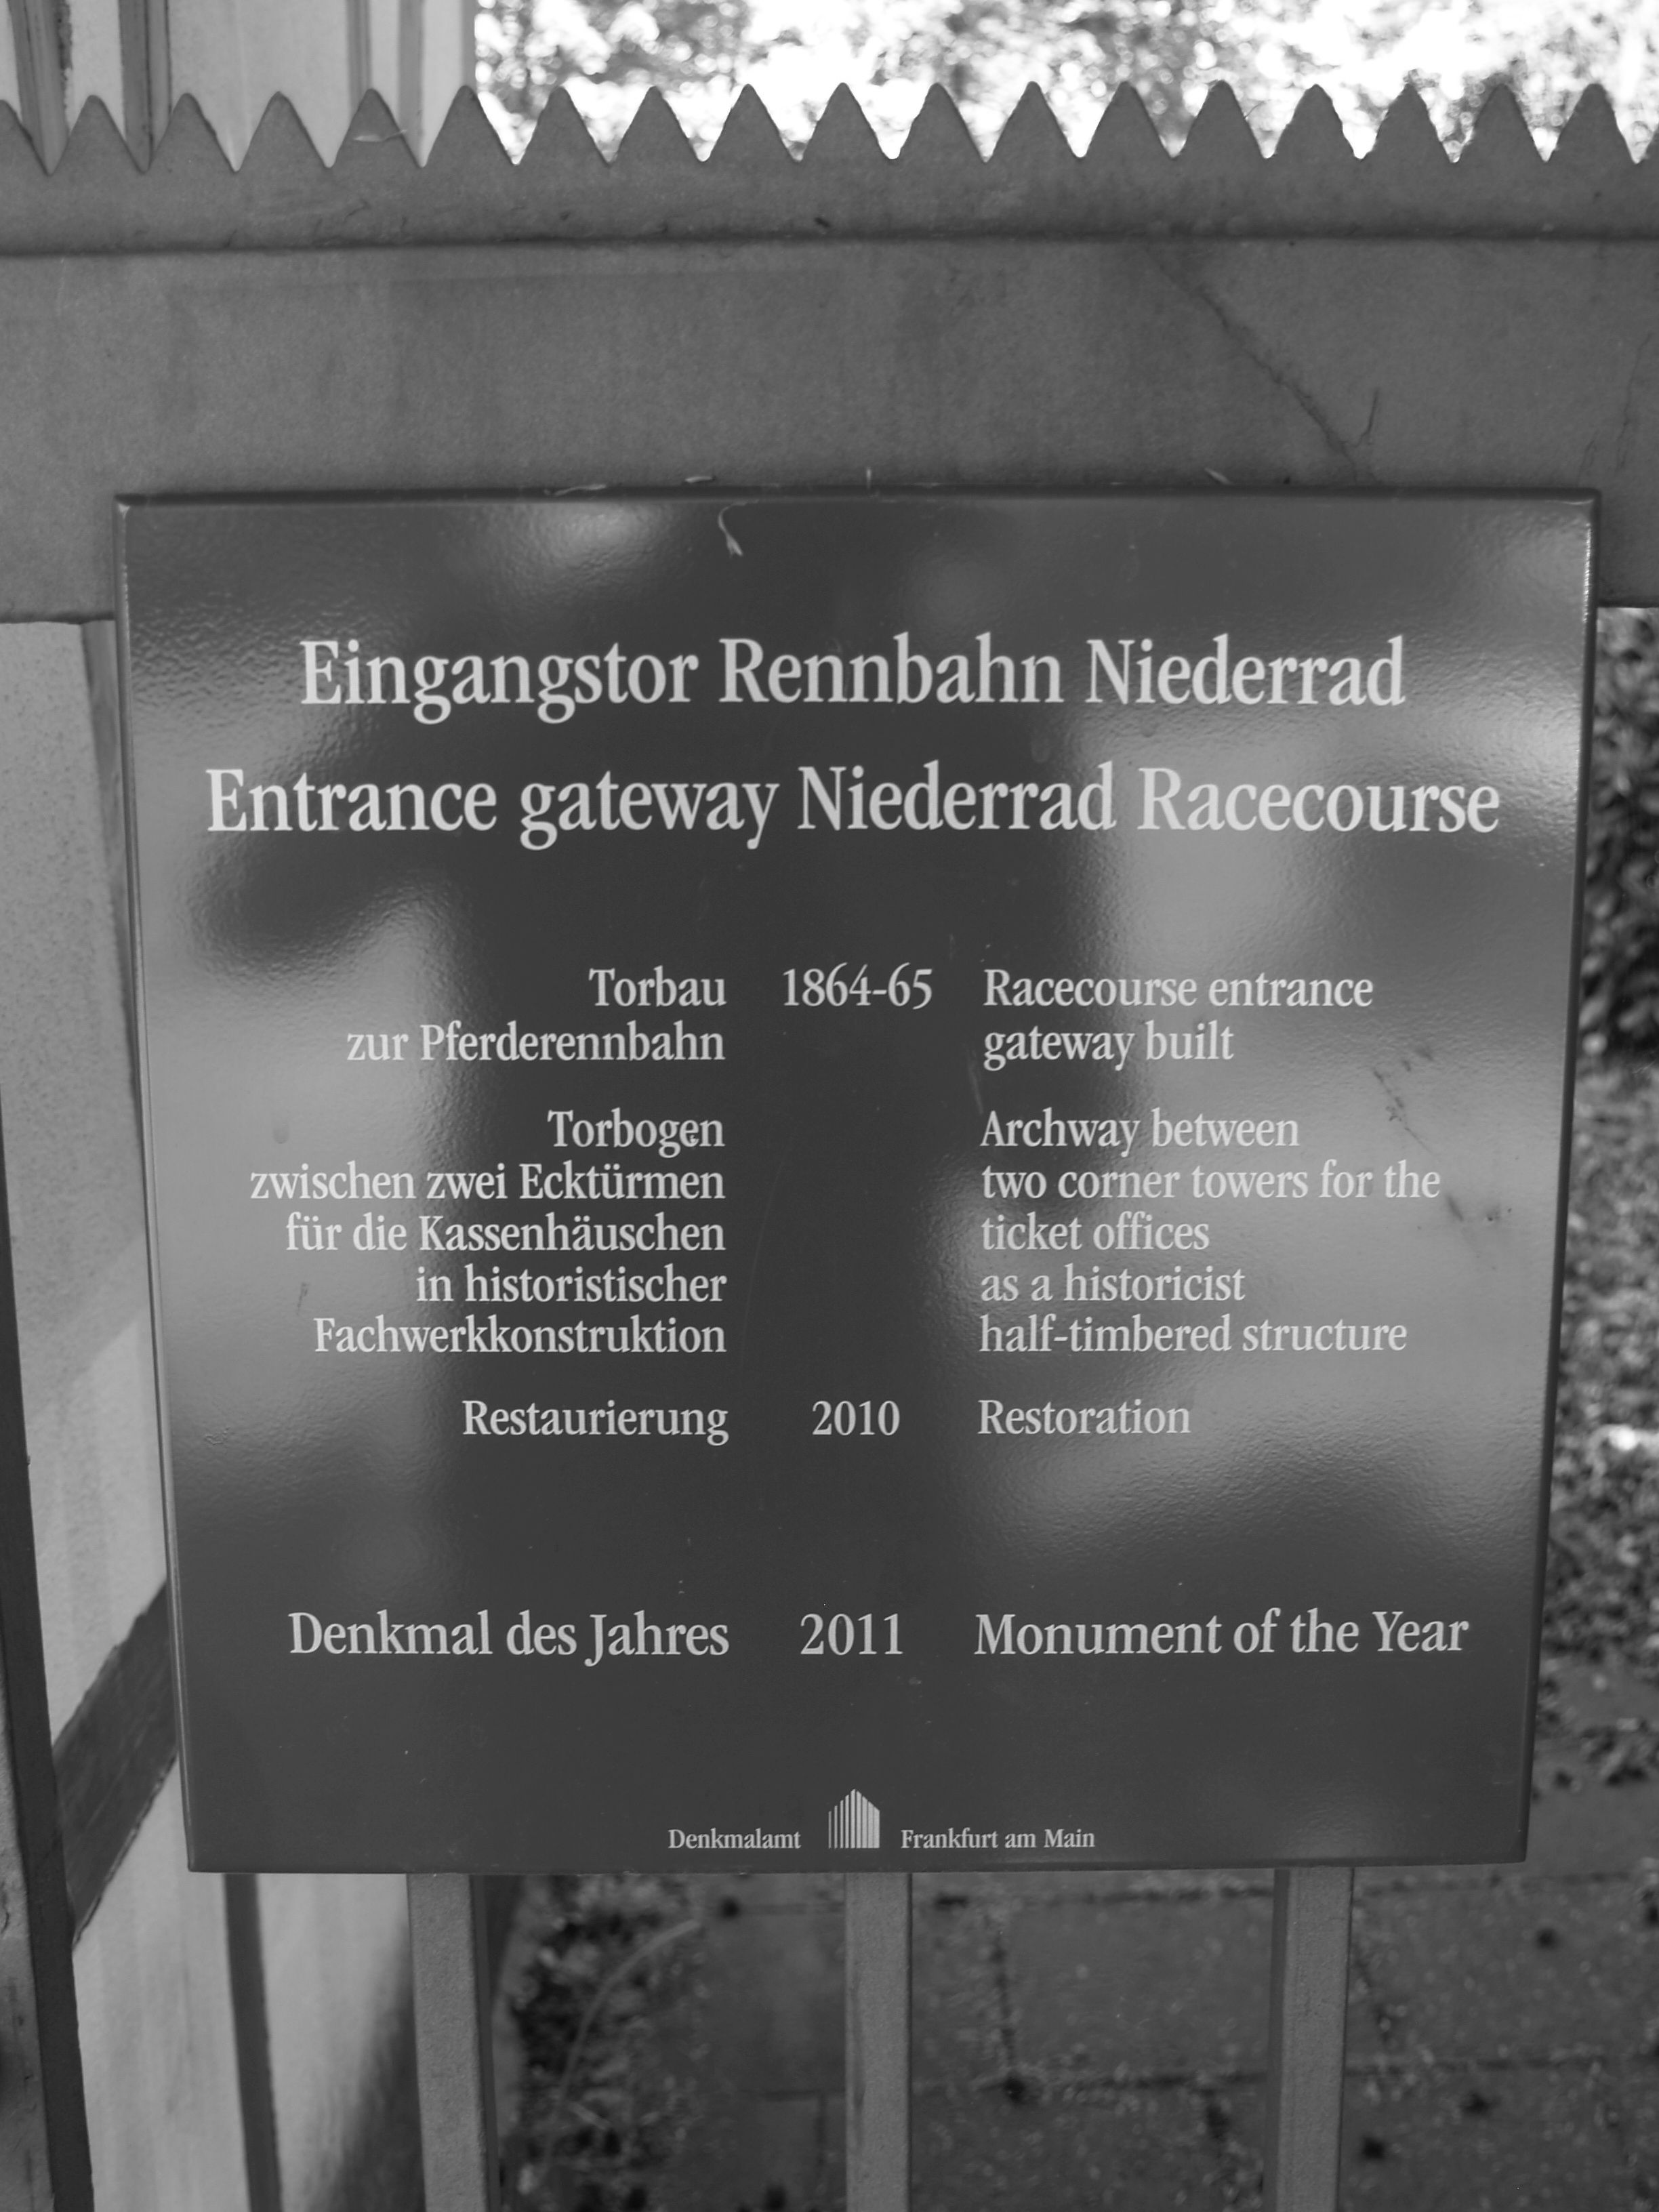 Eingangstor Rennbahn Niederrad
Entrance gateway Niederrad Racecourse
Torbau 1864-65 Racecourse entrance
zur Pferderennbahn gateway built
Torbogen Archway between
zwischen zwei Ecktürmen two corner towers for the
für die Kassenhäuschen ticket offices
in historistischer as a historicist
Fachwerkkonstruktion half-timbered structure
Restaurierung 2010 Restoration
Denkmal des Jahres 2011 Monument of the Year
Denkmalamt Frankfurt am Main